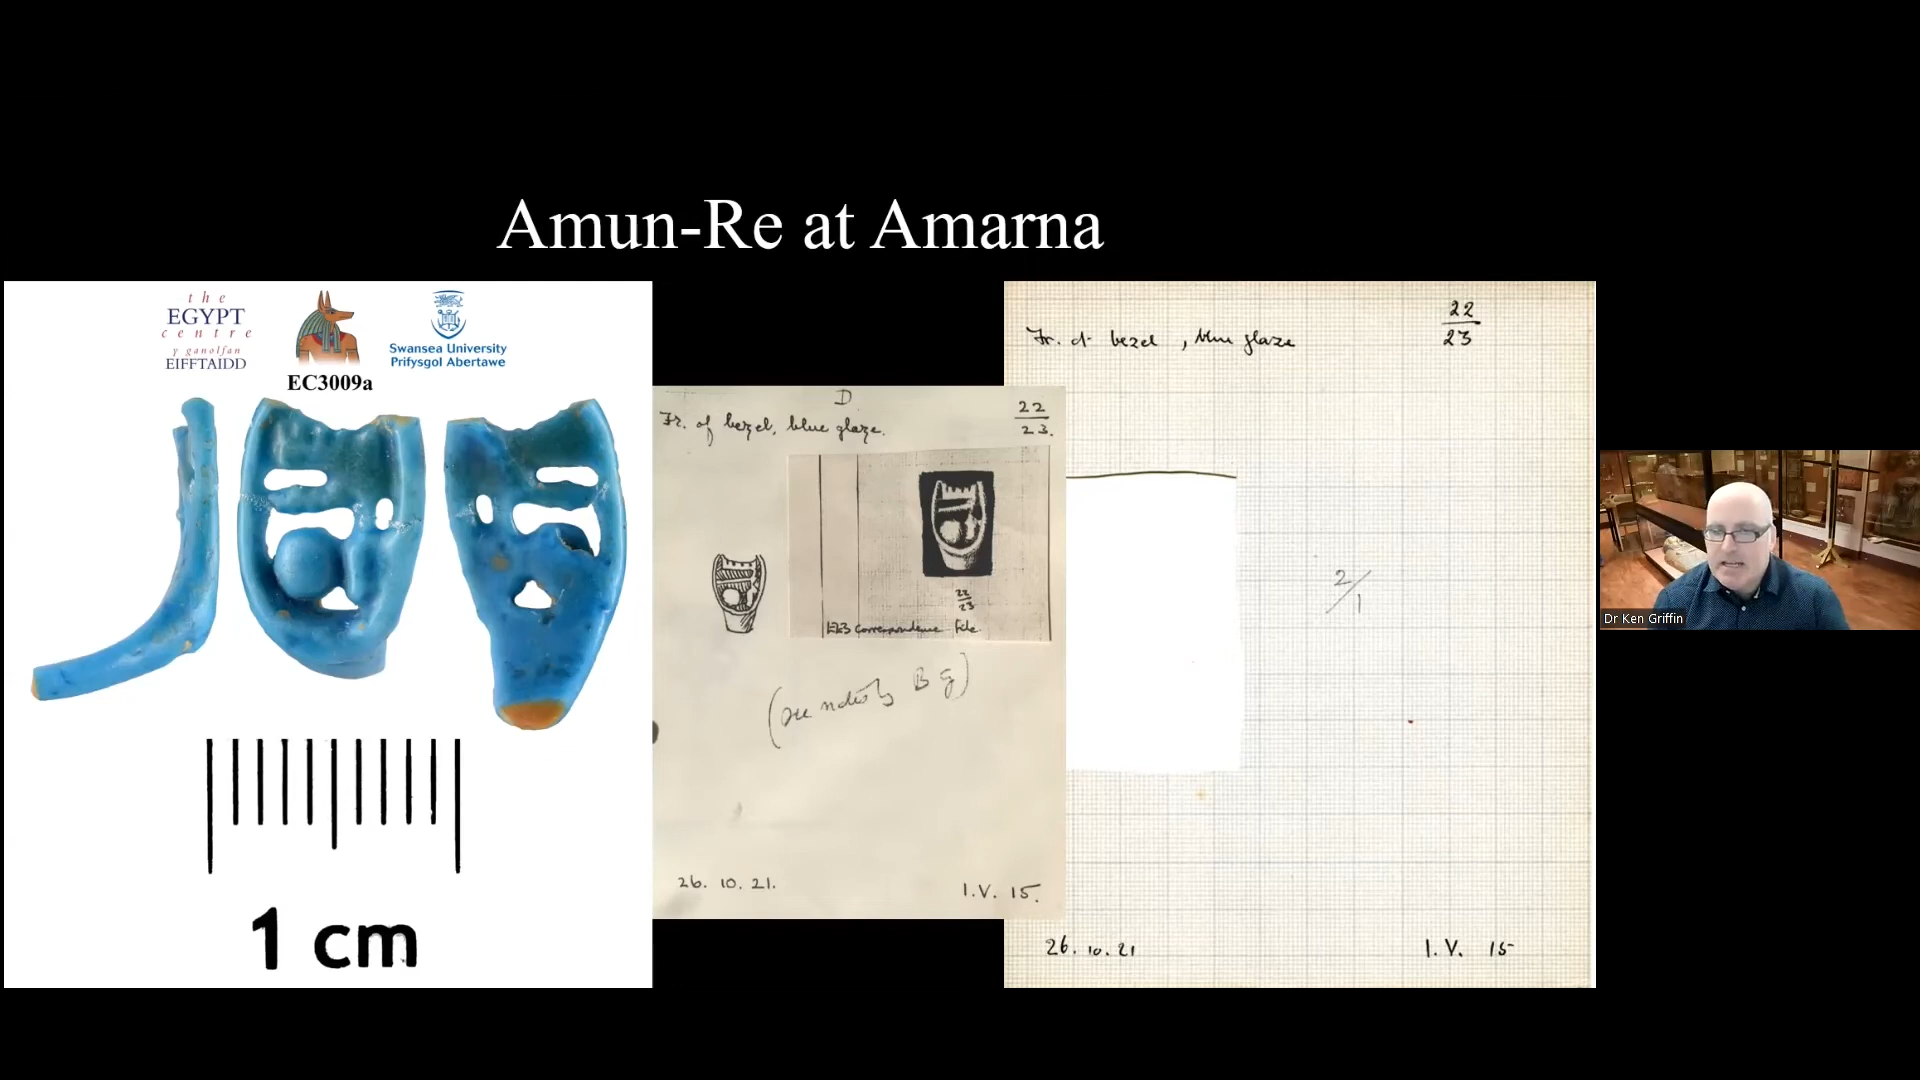 Amun-Re at Amarna
the
EGYPT
centre
y ganolfan
EIFFTAIDD
Swansea University
Prifysgol Abertawe
EC3009a
1 cm
D
Fr. of bezel, blue glaze.
22
23.
22
23
EES Correspondence File
26. 10. 21.
I.V. 15.
Fr. of bezel, blue glaze
22
23
2/1
26. 10. 21
I.V. 15
Dr Ken Griffin